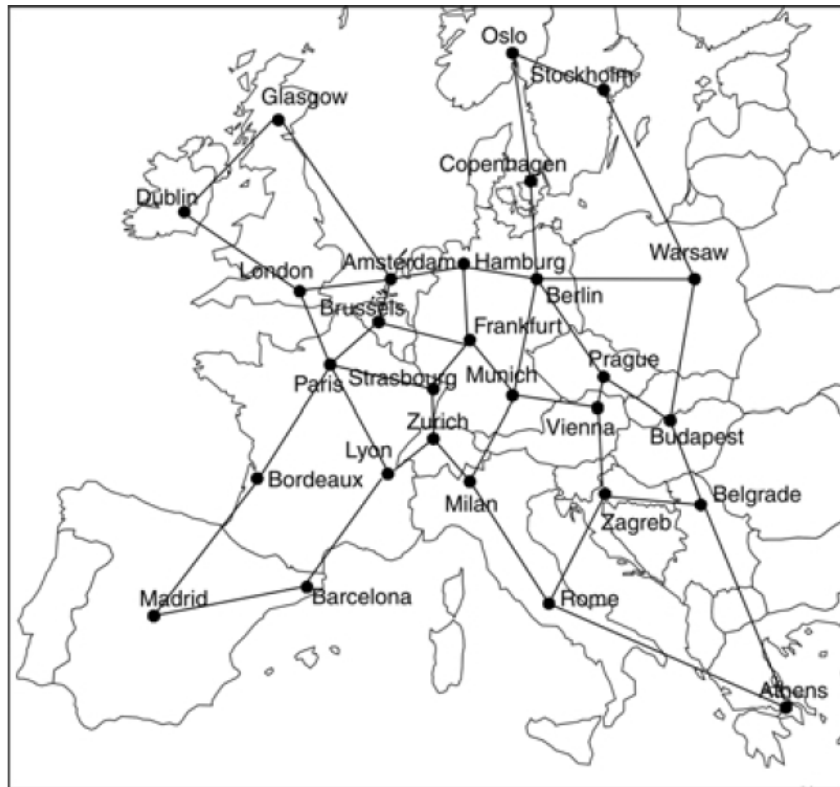 Oslo
Stockholm
Glasgow
Copenhagen
Dublin
Amsterdam
Hamburg
Warsaw
London
Berlin
Brussels
Frankfurt
Prague
Paris
Strasbourg
Munich
Zurich
Vienna
Budapest
Lyon
Bordeaux
Milan
Belgrade
Zagreb
Madrid
Barcelona
Rome
Athens